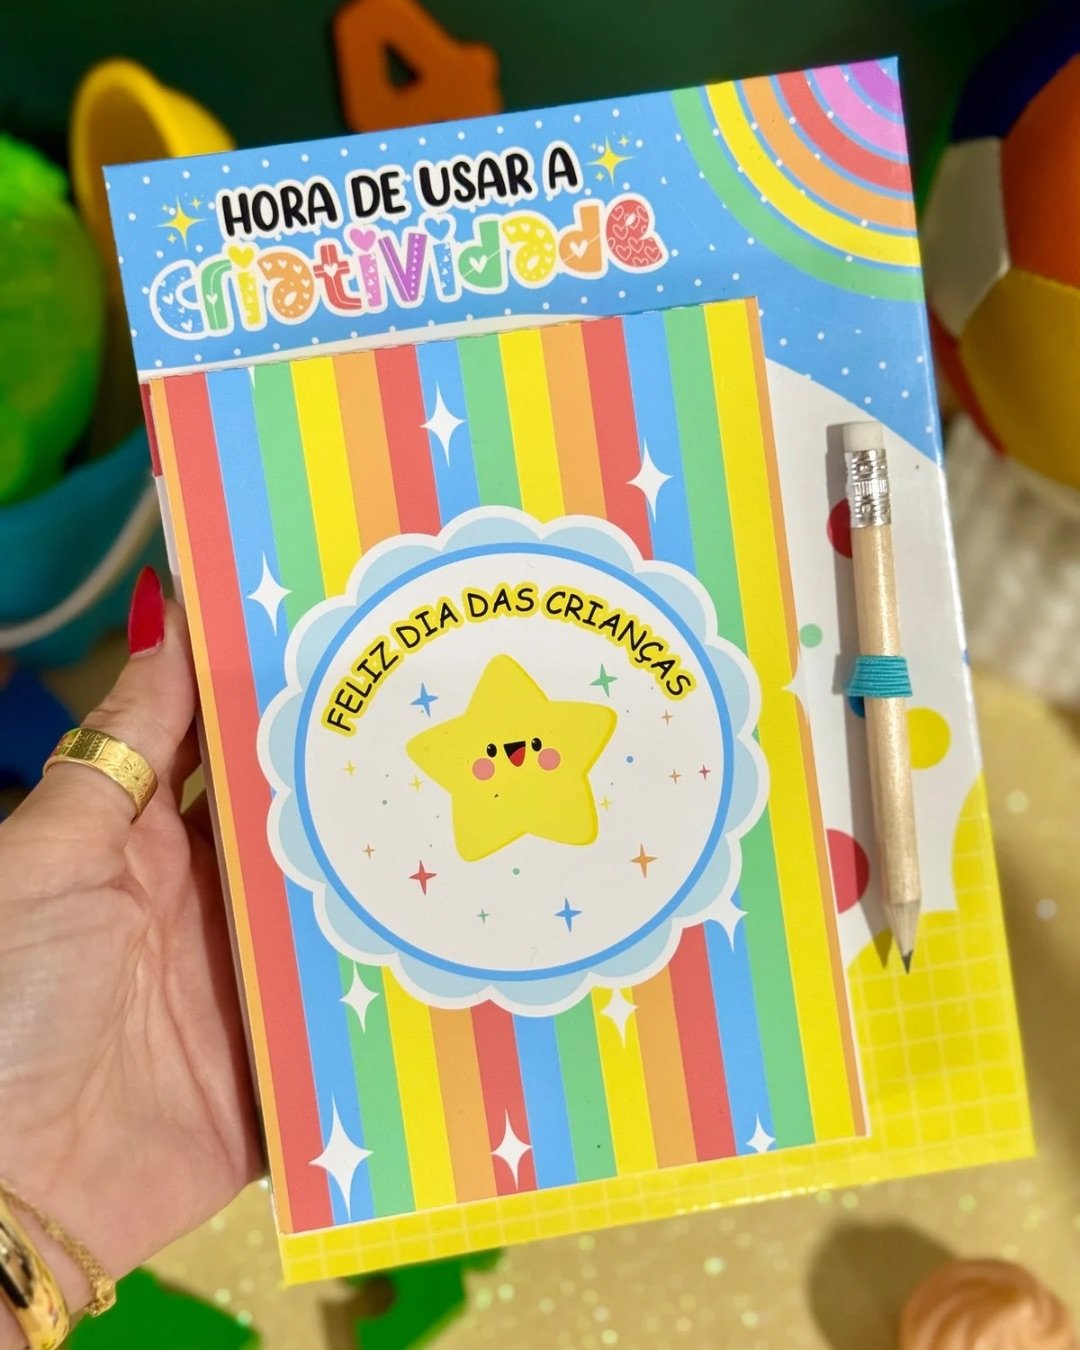 HORA DE USAR A
criatividade
FELIZ DIA DAS CRIANÇAS